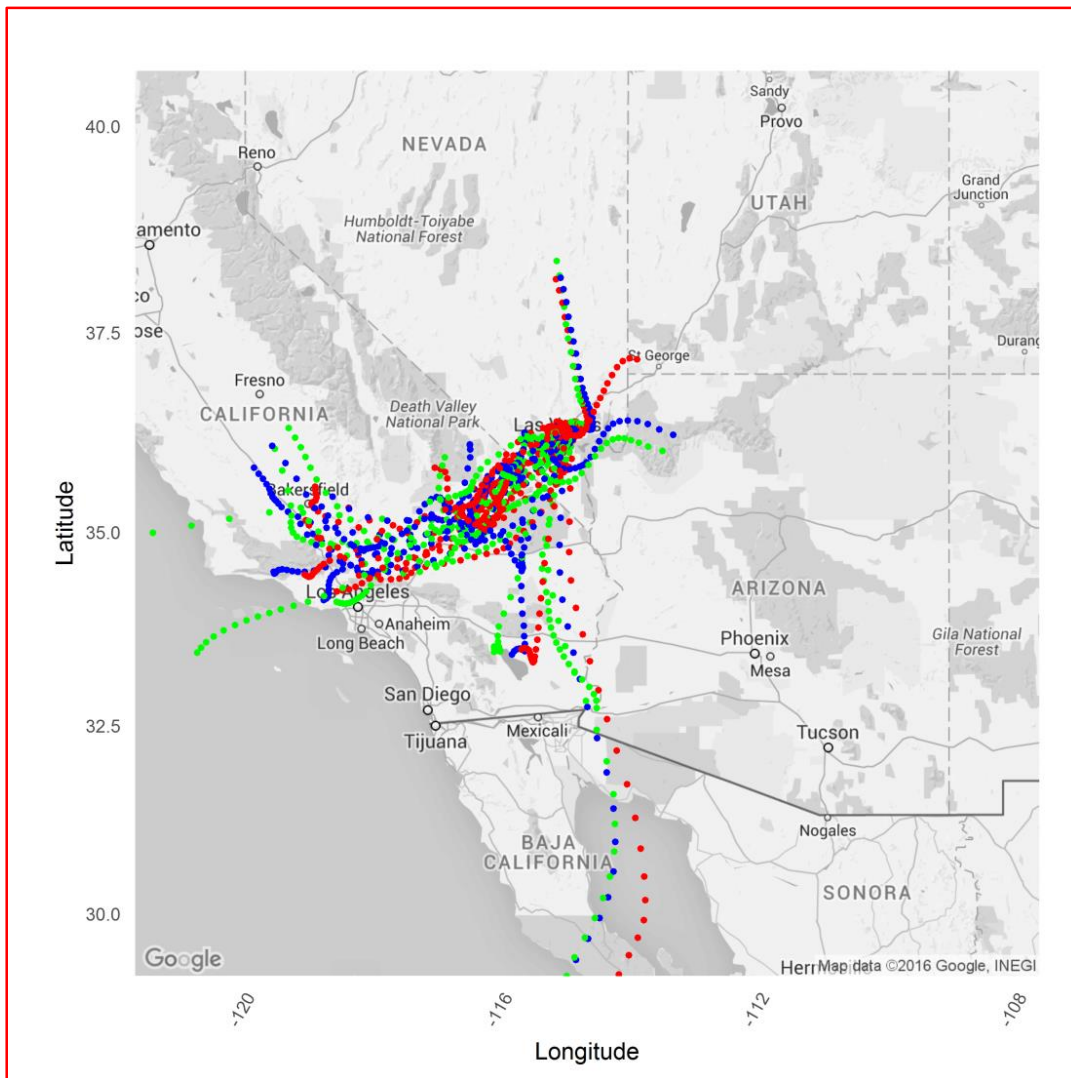 Sandy
Provo
40.0
NEVADA
Reno
Grand
Junction
UTAH
Humboldt-Toiyabe
National Forest
amento
co
ose
37.5
St George
Durang
Fresno
CALIFORNIA
Death Valley
National Park
Bakersfield
35.0
Latitude
ARIZONA
Los Angeles
Anaheim
Long Beach
Phoenix
Mesa
Gila National
Forest
San Diego
32.5
Tijuana
Mexicali
Tucson
Nogales
BAJA
CALIFORNIA
SONORA
30.0
Google
Map data ©2016 Google, INEGI
-120
-116
-112
-108
Longitude